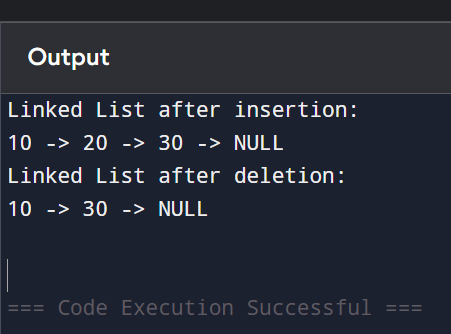 Output
Linked List after insertion:
10 -> 20 -> 30 -> NULL
Linked List after deletion:
10 -> 30 -> NULL
=== Code Execution Successful ===